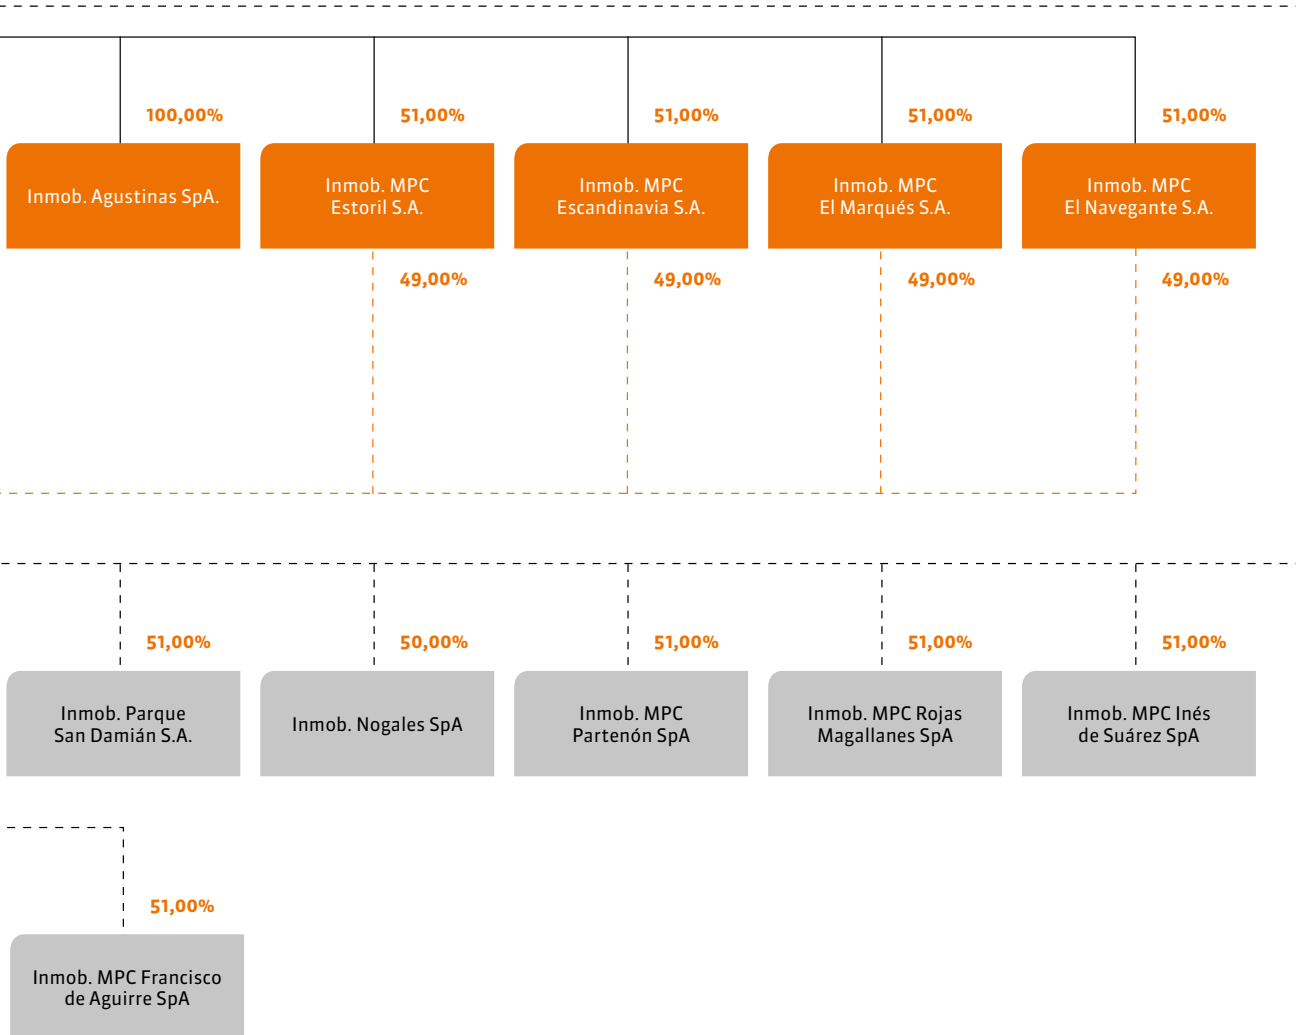 100,00%
51,00%
51,00%
51,00%
51,00%
Inmob. Agustinas SpA.
Inmob. MPC
Estoril S.A.
Inmob. MPC
Escandinavia S.A.
Inmob. MPC
El Marqués S.A.
Inmob. MPC
El Navegante S.A.
49,00%
49,00%
49,00%
49,00%
51,00%
50,00%
51,00%
51,00%
51,00%
Inmob. Parque
San Damián S.A.
Inmob. Nogales SpA
Inmob. MPC
Partenón SpA
Inmob. MPC Rojas
Magallanes SpA
Inmob. MPC Inés
de Suárez SpA
51,00%
Inmob. MPC Francisco
de Aguirre SpA